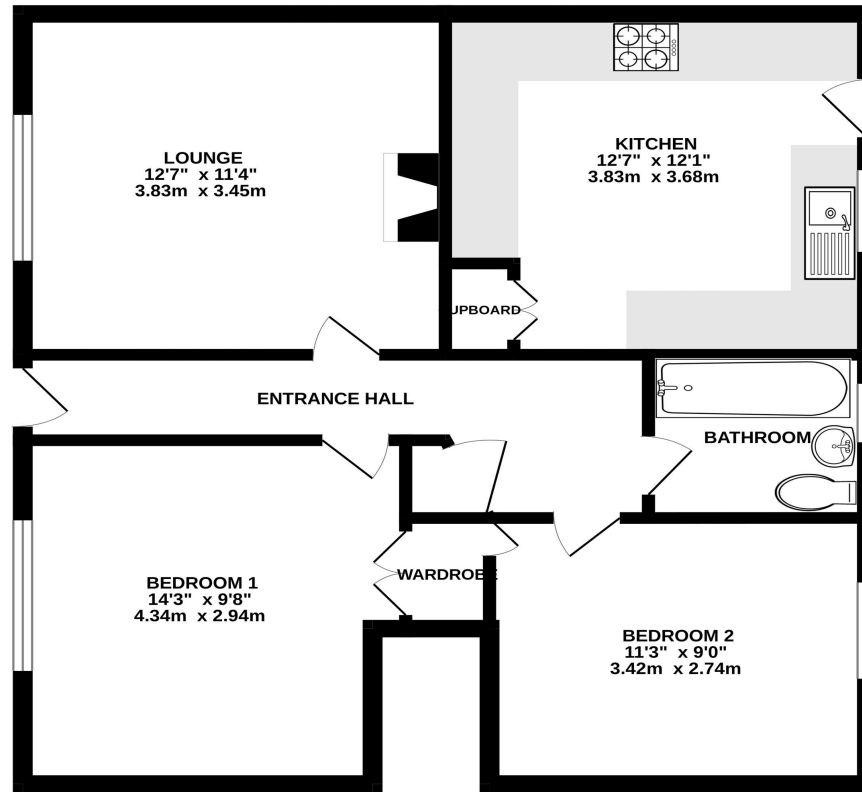 LOUNGE
12'7" x 11'4"
3.83m x 3.45m
KITCHEN
12'7" x 12'1"
3.83m x 3.68m
UPBOARD
ENTRANCE HALL
BATHROOM
BEDROOM 1
14'3" x 9'8"
4.34m x 2.94m
WARDROBE
BEDROOM 2
11'3" x 9'0"
3.42m x 2.74m